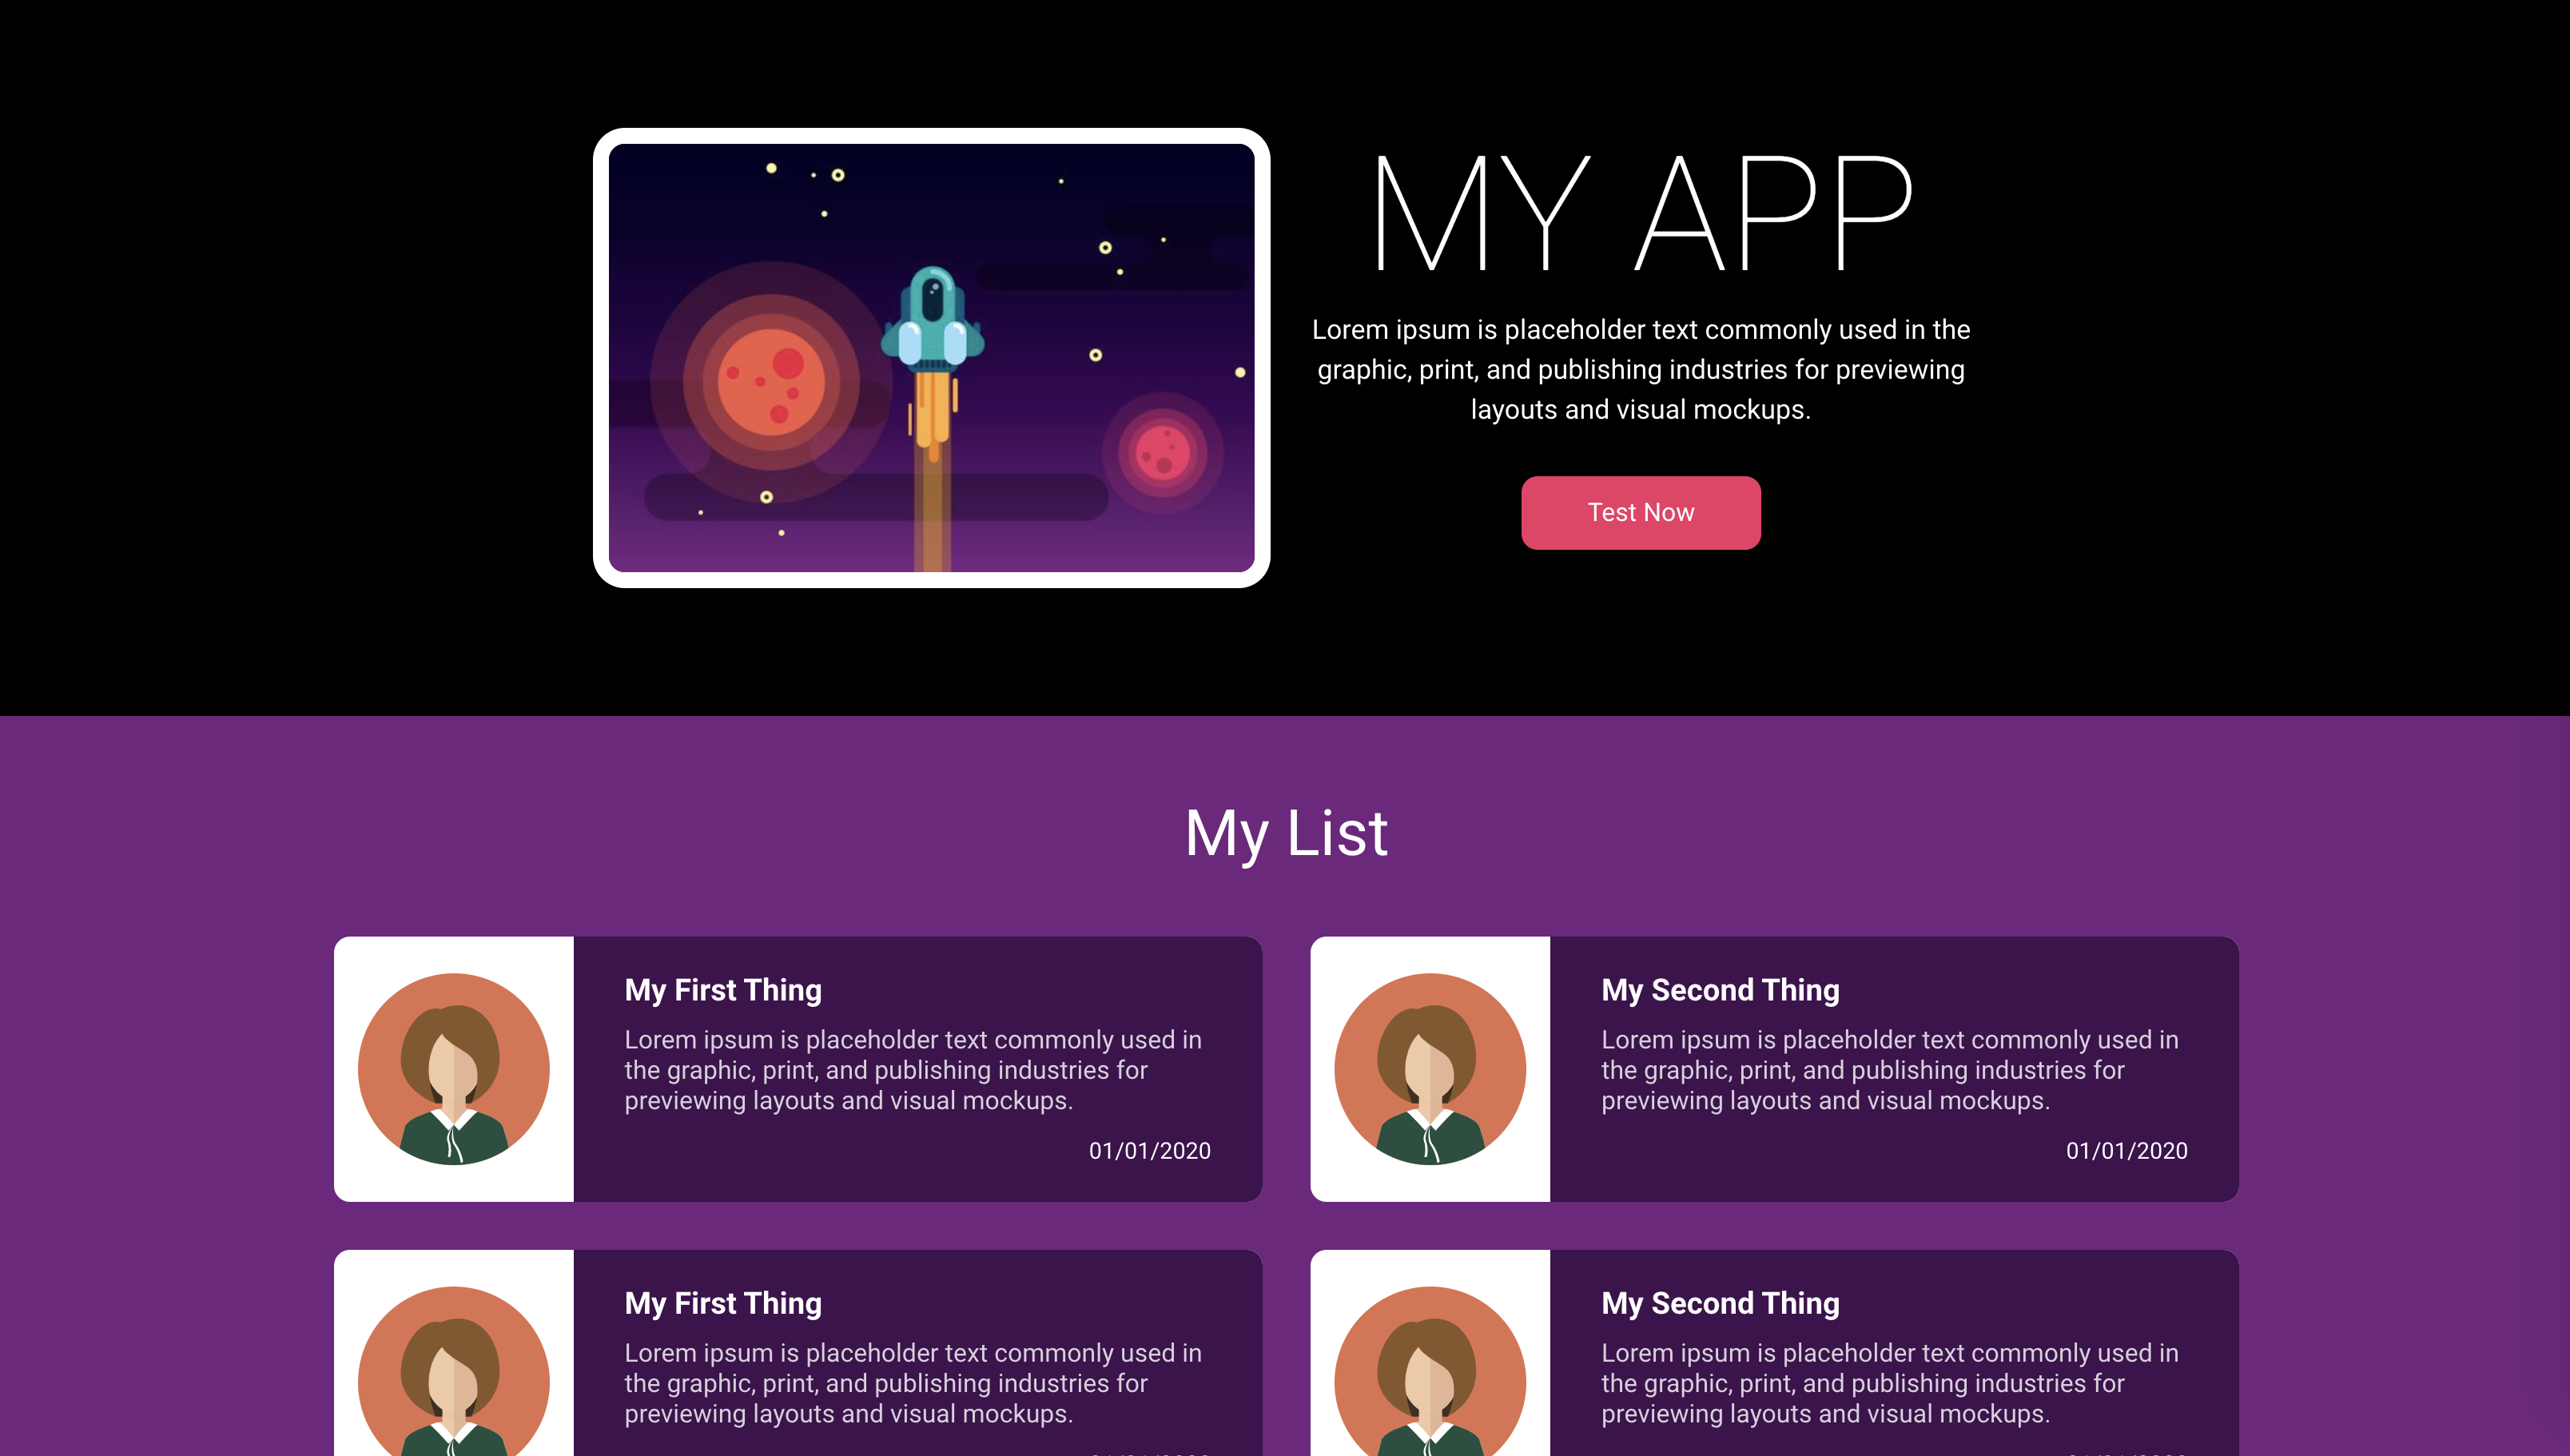 MY APP
Lorem ipsum is placeholder text commonly used in the
graphic, print, and publishing industries for previewing
layouts and visual mockups.
Test Now
My List
My First Thing
Lorem ipsum is placeholder text commonly used in
the graphic, print, and publishing industries for
previewing layouts and visual mockups.
01/01/2020
My Second Thing
Lorem ipsum is placeholder text commonly used in
the graphic, print, and publishing industries for
previewing layouts and visual mockups.
01/01/2020
My First Thing
Lorem ipsum is placeholder text commonly used in
the graphic, print, and publishing industries for
previewing layouts and visual mockups.
My Second Thing
Lorem ipsum is placeholder text commonly used in
the graphic, print, and publishing industries for
previewing layouts and visual mockups.